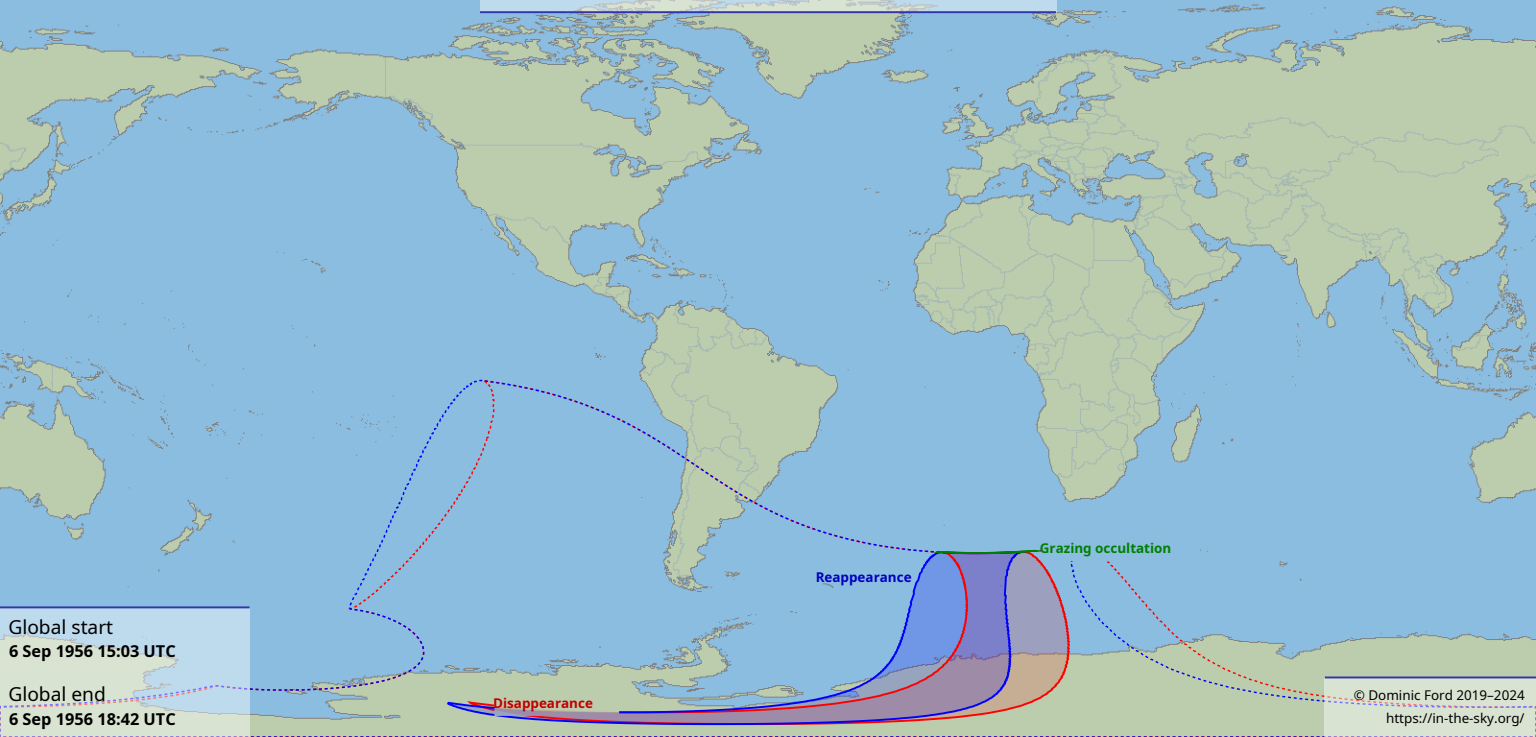 Grazing occultation
Reappearance
Global start
6 Sep 1956 15:03 UTC
Global end
6 Sep 1956 18:42 UTC
Disappearance
© Dominic Ford 2019–2024
https://in-the-sky.org/